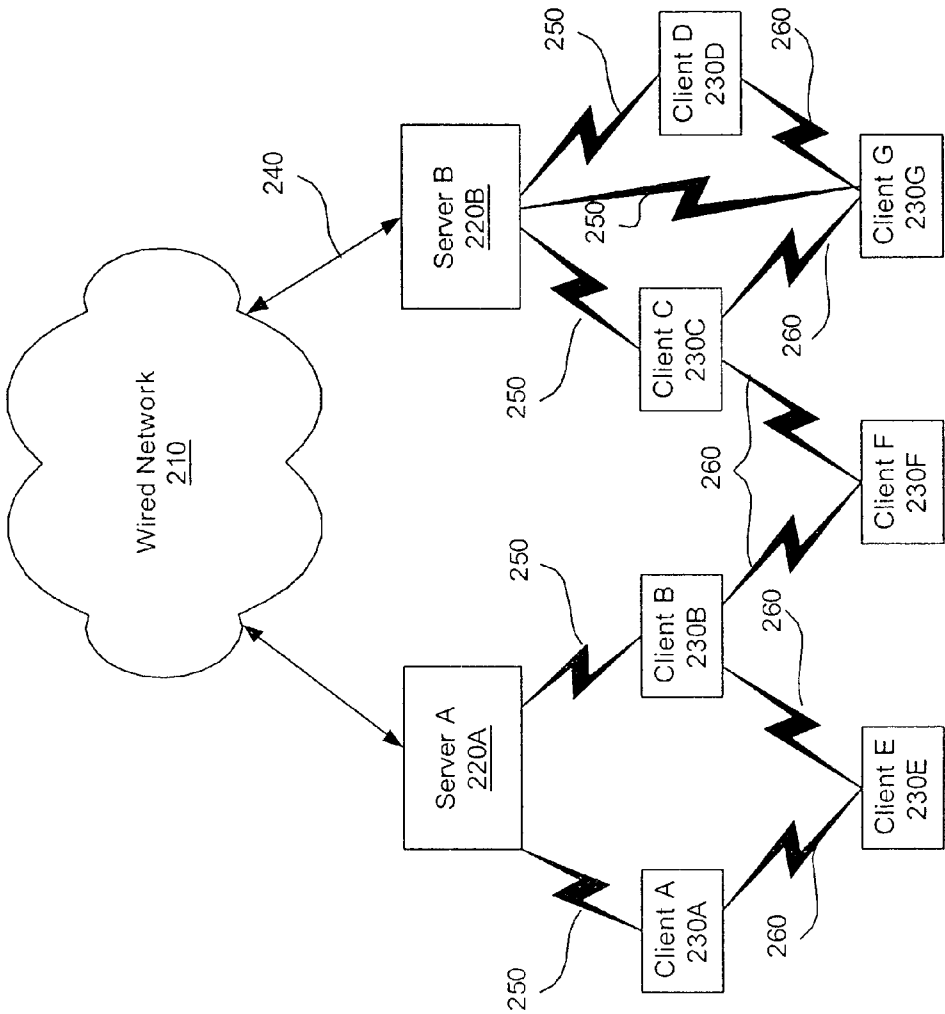 Wired Network
210
240
Server A
220A
Server B
220B
250
250
250
250
250
Client A
230A
Client B
230B
Client C
230C
Client D
230D
260
260
260
260
260
Client E
230E
Client F
230F
Client G
230G